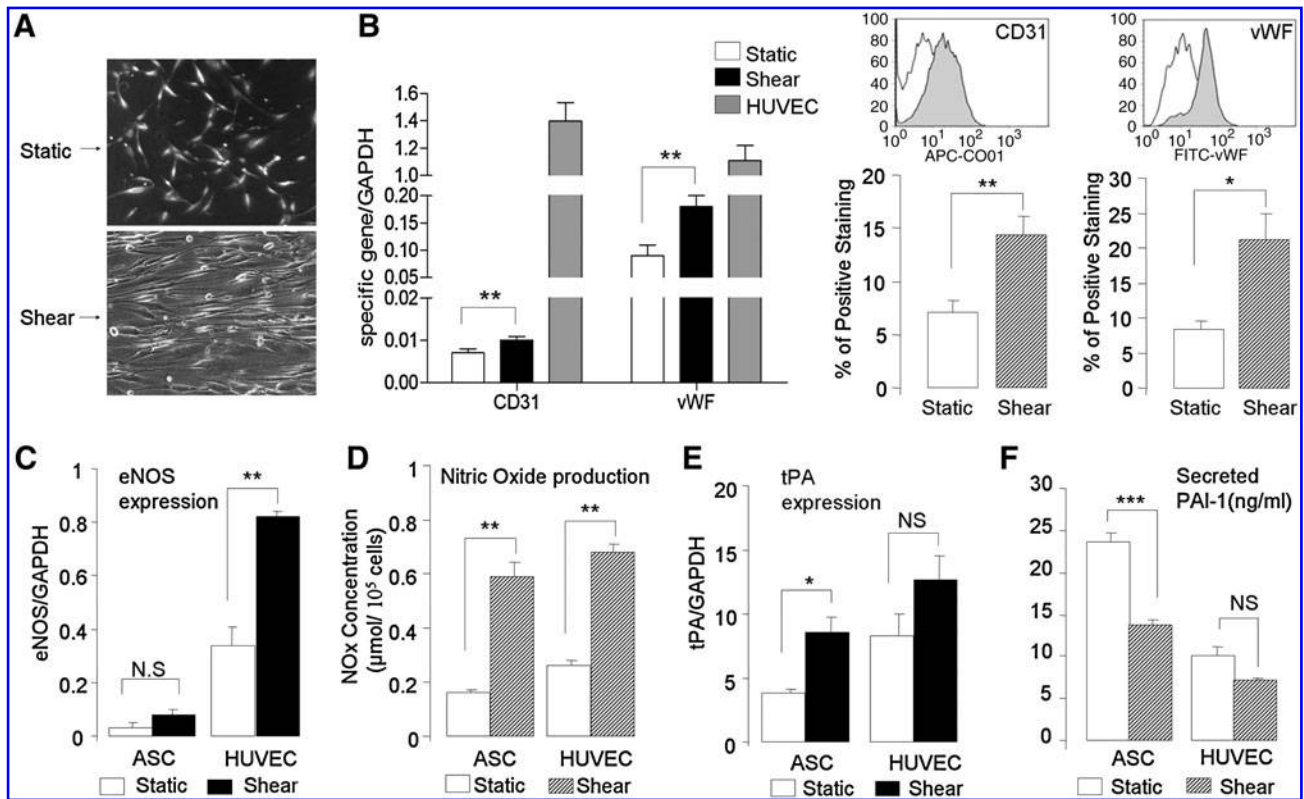 A
Static
Shear
B
Static
Shear
HUVEC
specific gene/GAPDH
1.6
1.4
1.2
1.0
0.20
0.15
0.10
0.05
0.02
0.01
0.00
**
**
CD31
vWF
CD31
100
80
60
40
20
0
10⁰ 10¹ 10² 10³
APC-CO01
vWF
100
80
60
40
20
0
10⁰ 10¹ 10² 10³
FITC-vWF
% of Positive Staining
20
15
10
5
0
**
Static Shear
% of Positive Staining
30
25
20
15
10
5
0
*
Static Shear
C
eNOS
expression
eNOS/GAPDH
1
0.8
0.6
0.4
0.2
0
N.S
**
ASC HUVEC
Static Shear
D
Nitric Oxide production
NOx Concentration
(µmol/ 10⁵ cells)
1
0.8
0.6
0.4
0.2
0
**
**
ASC HUVEC
Static Shear
E
tPA
expression
tPA/GAPDH
20
15
10
5
0
*
NS
ASC HUVEC
Static Shear
F
Secreted
PAI-1(ng/ml)
30
25
20
15
10
5
0
***
NS
ASC HUVEC
Static Shear